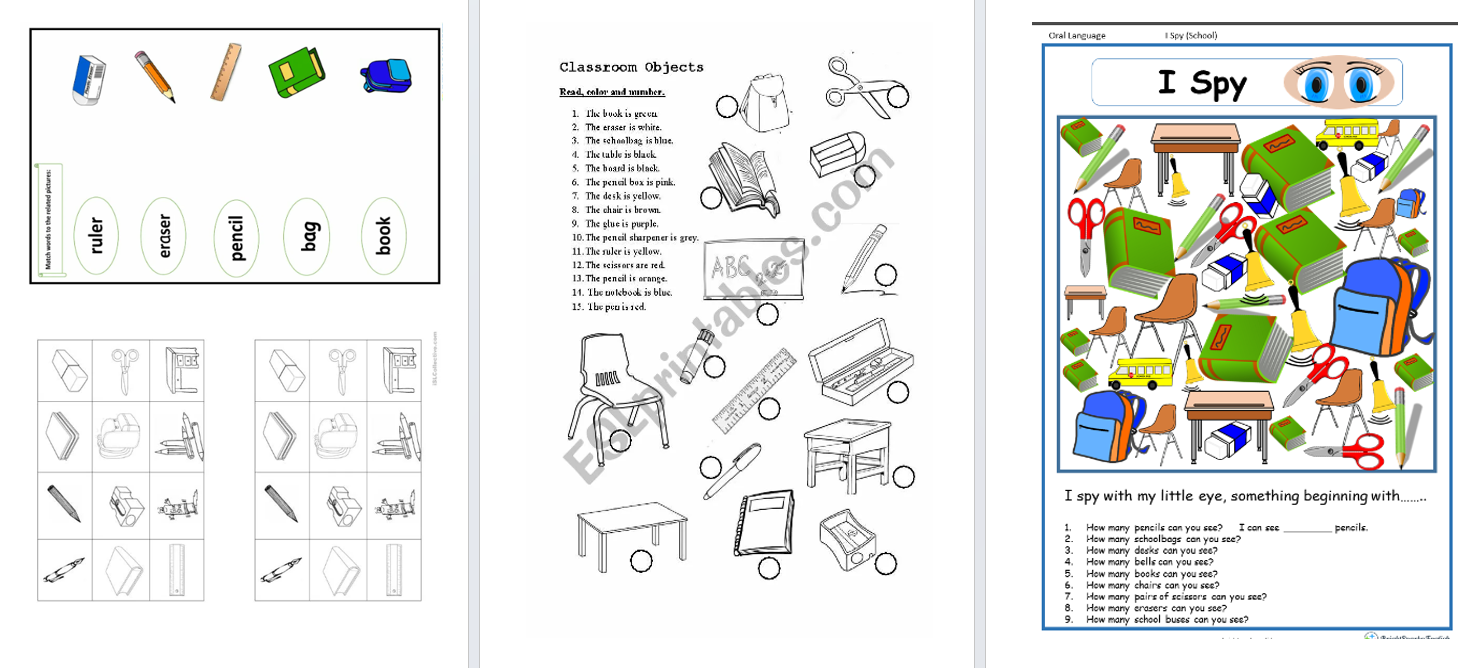 Match words to the related pictures:
ruler
eraser
pencil
bag
book
iSLCollective.com
Classroom Objects
Read, color and number.
1. The book is green.
2. The eraser is white.
3. The schoolbag is blue.
4. The table is black.
5. The board is black.
6. The pencil box is pink.
7. The desk is yellow.
8. The chair is brown.
9. The glue is purple.
10. The pencil sharpener is grey.
11. The ruler is yellow.
12. The scissors are red.
13. The pencil is orange.
14. The notebook is blue.
15. The pen is red.
ABC
ESLprintables.com
Oral Language I Spy (School)
I Spy
I spy with my little eye, something beginning with........
1. How many pencils can you see? I can see __________ pencils.
2. How many schoolbags can you see?
3. How many desks can you see?
4. How many bells can you see?
5. How many books can you see?
6. How many chairs can you see?
7. How many pairs of scissors can you see?
8. How many erasers can you see?
9. How many school buses can you see?